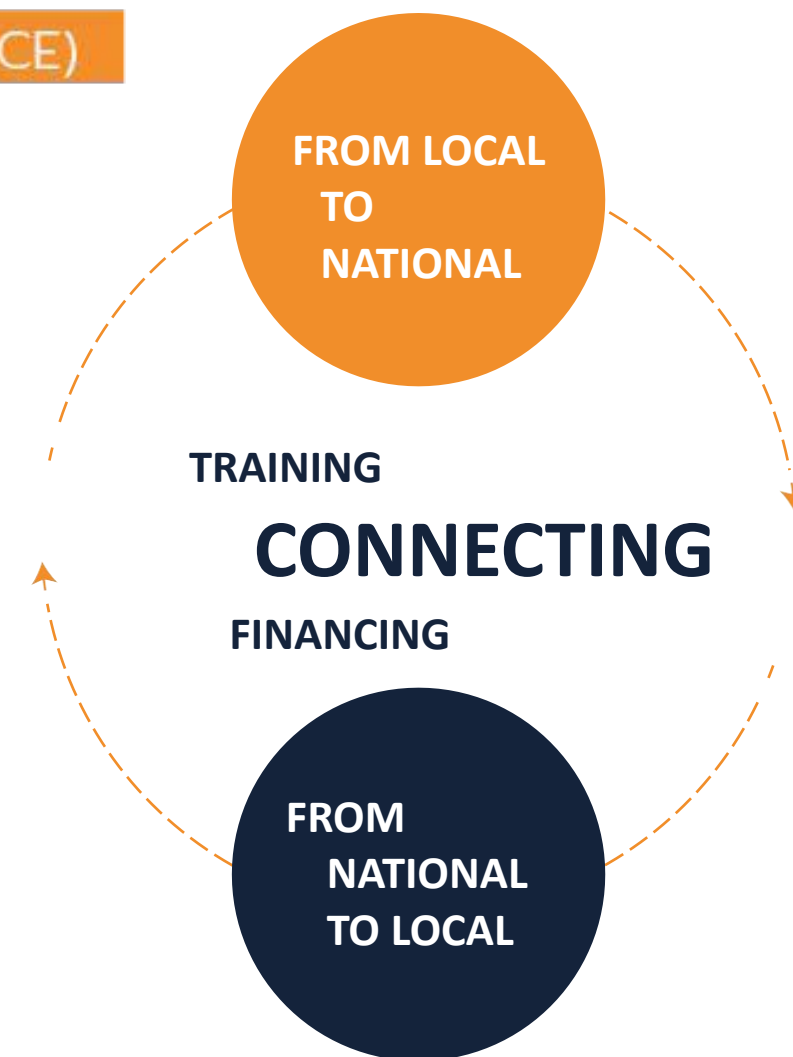 CE)
FROM LOCAL
TO
NATIONAL
TRAINING
CONNECTING
FINANCING
FROM
NATIONAL
TO LOCAL